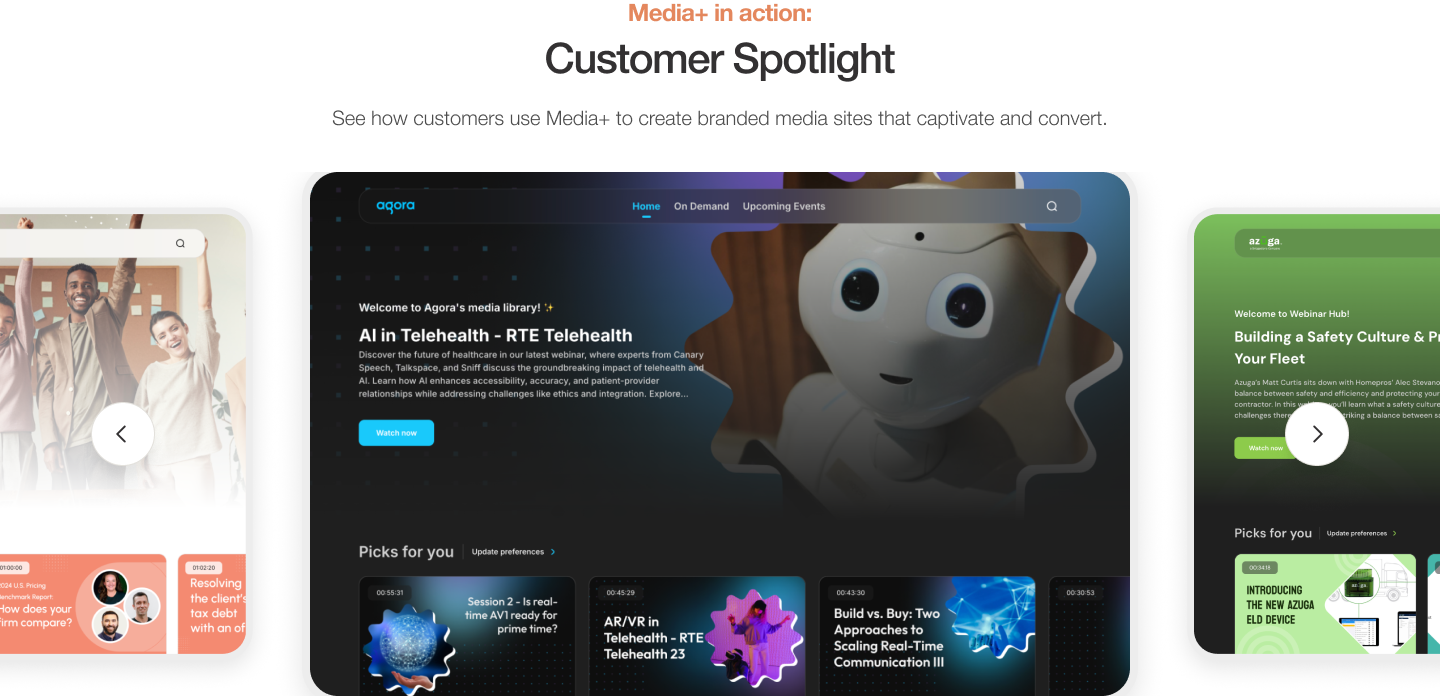 Media+ in action:
Customer Spotlight
See how customers use Media+ to create branded media sites that captivate and convert.
agora
Home On Demand Upcoming Events
Welcome to Agora's media library! ✨
AI in Telehealth - RTE Telehealth
Discover the future of healthcare in our latest webinar, where experts from Canary
Speech, Talkspace, and Sniff discuss the groundbreaking impact of telehealth and
AI. Learn how AI enhances accessibility, accuracy, and patient-provider
relationships while addressing challenges like ethics and integration. Explore...
Watch now
Picks for you
Update preferences
00:55:31
Session 2 - Is real-
time AV1 ready for
prime time?
00:45:29
AR/VR in
Telehealth - RTE
Telehealth 23
00:43:30
Build vs. Buy: Two
Approaches to
Scaling Real-Time
Communication III
00:30:53
01:00:00
2024 U.S. Pricing
Benchmark Report:
How does your
firm compare?
01:02:20
Resolving
the client's
tax debt
with an of
az ga
Welcome to Webinar Hub!
Building a Safety Culture & Pr
Your Fleet
Azuga's Matt Curtis sits down with Homepros' Alec Stevano
balance between safety and efficiency and protecting your
contractor. In this you'll learn what a safety culture
challenges there striking a balance between sa
Watch now
Picks for you
Update preferences
00:34:18
INTRODUCING
THE NEW AZUGA
ELD DEVICE